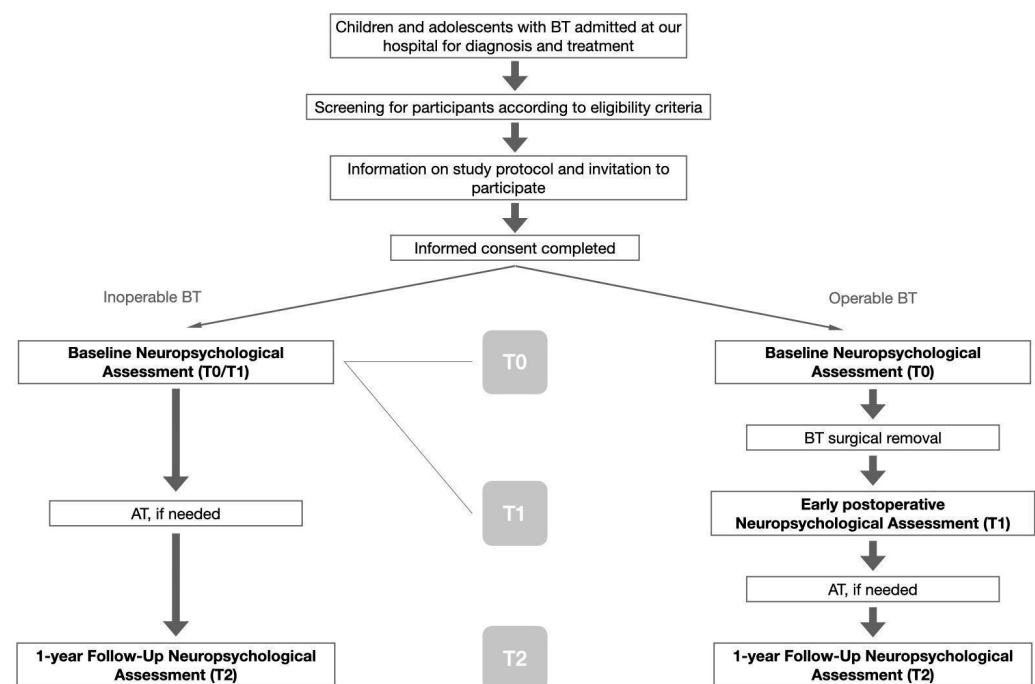 Children and adolescents with BT admitted at our
hospital for diagnosis and treatment
Screening for participants according to eligibility criteria
Information on study protocol and invitation to
participate
Informed consent completed
Inoperable BT
Operable BT
Baseline Neuropsychological
Assessment (T0/T1)
T0
Baseline Neuropsychological
Assessment (T0)
BT surgical removal
AT, if needed
T1
Early postoperative
Neuropsychological Assessment (T1)
AT, if needed
1-year Follow-Up Neuropsychological
Assessment (T2)
T2
1-year Follow-Up Neuropsychological
Assessment (T2)